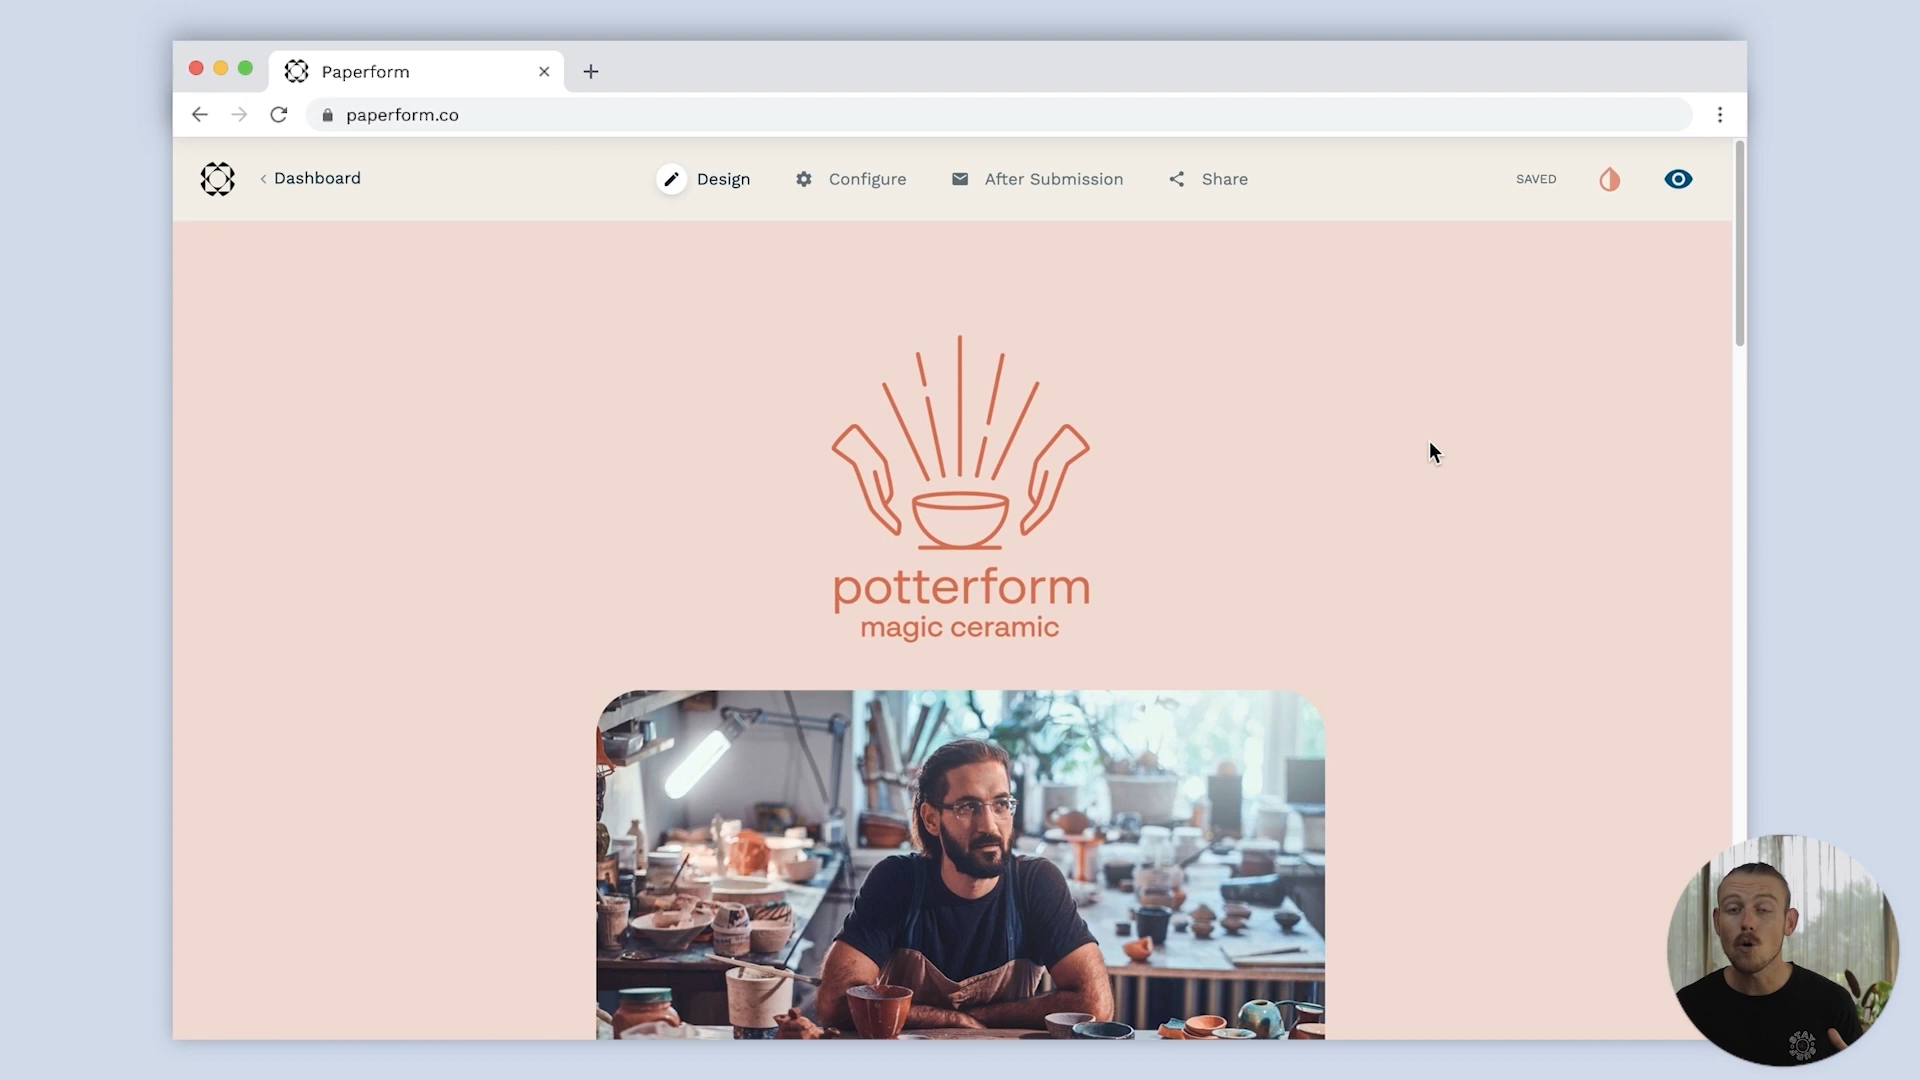 Paperform
paperform.co
Dashboard
Design
Configure
After Submission
Share
SAVED
potterform
magic ceramic